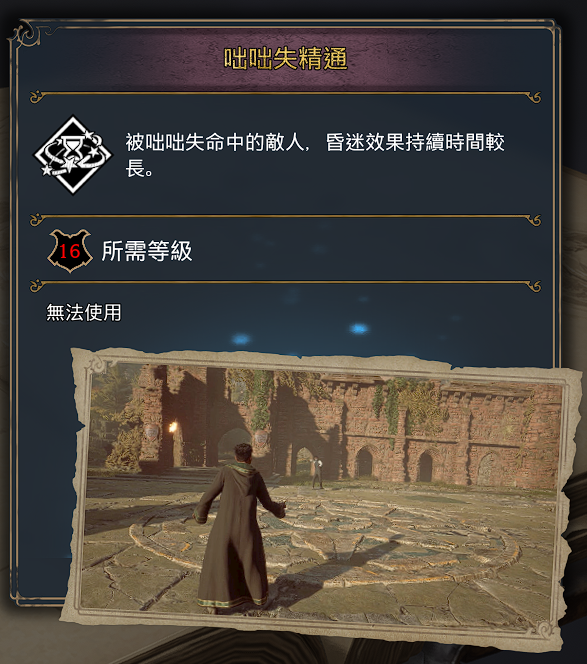 咄咄失精通
被咄咄失命中的敵人，昏迷效果持續時間較
長。
16 所需等級
無法使用